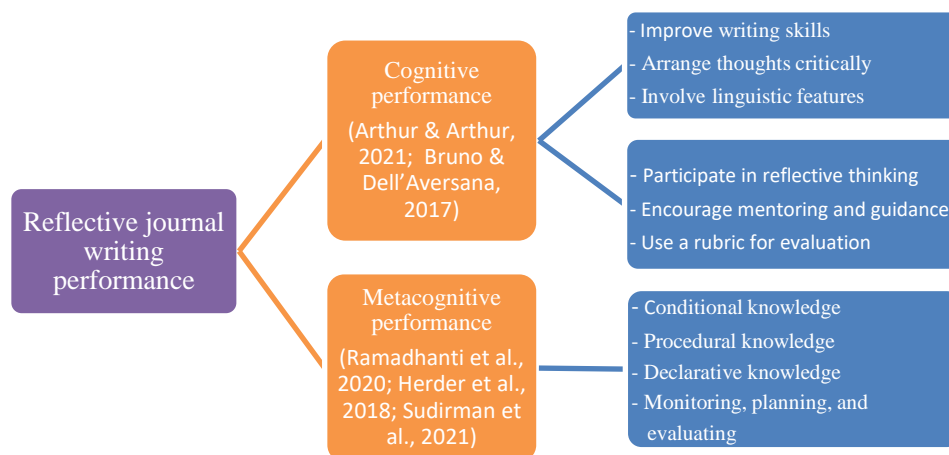 Reflective journal
writing
performance
Cognitive
performance
(Arthur & Arthur,
2021; Bruno &
Dell’Aversana,
2017)
Metacognitive
performance
(Ramadhanti et al.,
2020; Herder et al.,
2018; Sudirman et
al., 2021)
- Improve writing skills
- Arrange thoughts critically
- Involve linguistic features
- Participate in reflective thinking
- Encourage mentoring and guidance
- Use a rubric for evaluation
- Conditional knowledge
- Procedural knowledge
- Declarative knowledge
- Monitoring, planning, and
evaluating